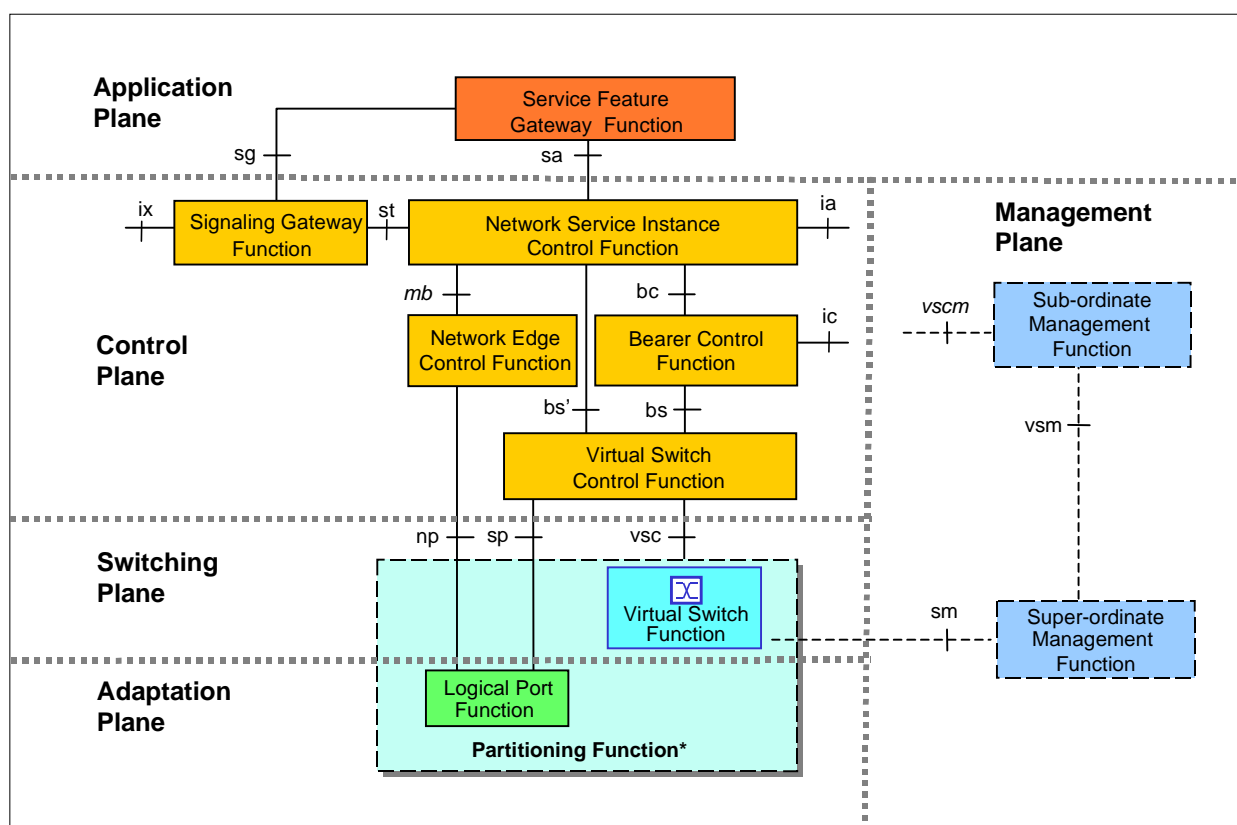 Application
Plane
Service Feature
Gateway Function
sg
sa
ix
Signaling Gateway
Function
st
Network Service Instance
Control Function
ia
Management
Plane
mb
bc
Control
Plane
Network Edge
Control Function
Bearer Control
Function
ic
vscm
Sub-ordinate
Management
Function
bs’
bs
vsm
Virtual Switch
Control Function
np
sp
vsc
Switching
Plane
Virtual Switch
Function
sm
Super-ordinate
Management
Function
Adaptation
Plane
Logical Port
Function
Partitioning Function*